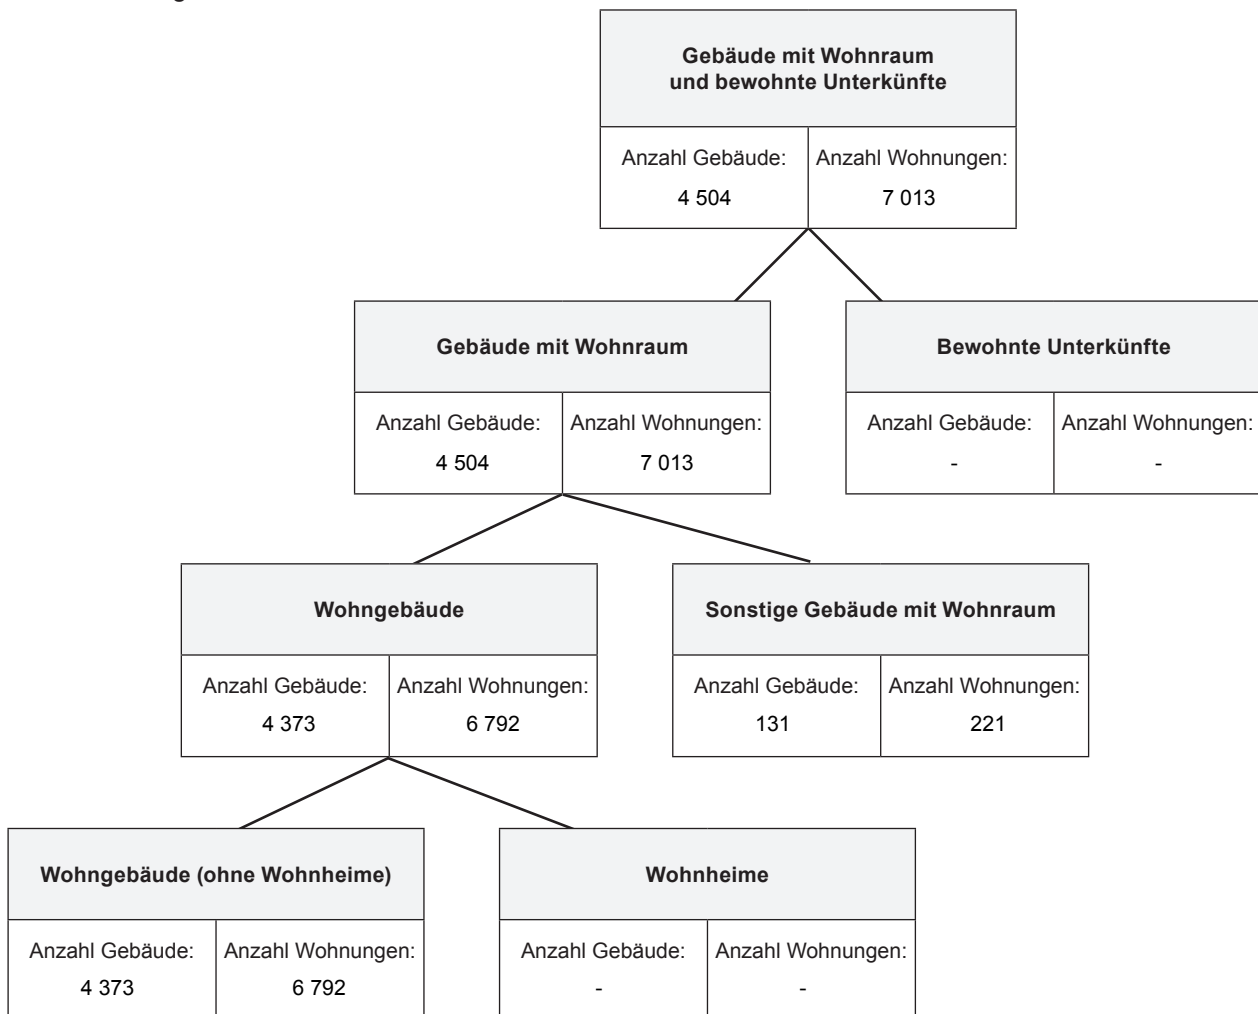 Gebäude mit Wohnraum
und bewohnte Unterkünfte
Anzahl Gebäude: Anzahl Wohnungen:
4 504 7 013
Gebäude mit Wohnraum Bewohnte Unterkünfte
Anzahl Gebäude: Anzahl Wohnungen: Anzahl Gebäude: Anzahl Wohnungen:
4 504 7 013 - -
Wohngebäude Sonstige Gebäude mit Wohnraum
Anzahl Gebäude: Anzahl Wohnungen: Anzahl Gebäude: Anzahl Wohnungen:
4 373 6 792 131 221
Wohngebäude (ohne Wohnheime) Wohnheime
Anzahl Gebäude: Anzahl Wohnungen: Anzahl Gebäude: Anzahl Wohnungen:
4 373 6 792 - -